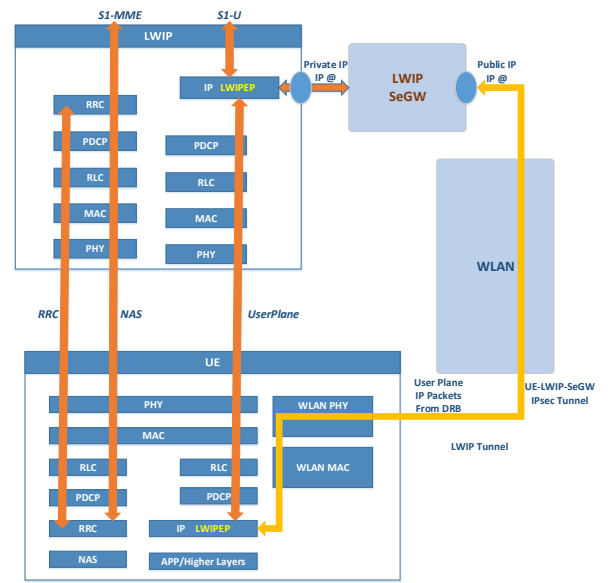 S1-MME
S1-U
LWIP
Private IP
IP @
Public IP
IP @
LWIP
SeGW
IP LWIPEP
RRC
PDCP
PDCP
RLC
RLC
MAC
MAC
PHY
PHY
WLAN
RRC
NAS
UserPlane
UE
User Plane
IP Packets
From DRB
UE-LWIP-SeGW
IPsec Tunnel
PHY
WLAN PHY
MAC
LWIP Tunnel
RLC
RLC
WLAN MAC
PDCP
PDCP
RRC
IP LWIPEP
NAS
APP/Higher Layers